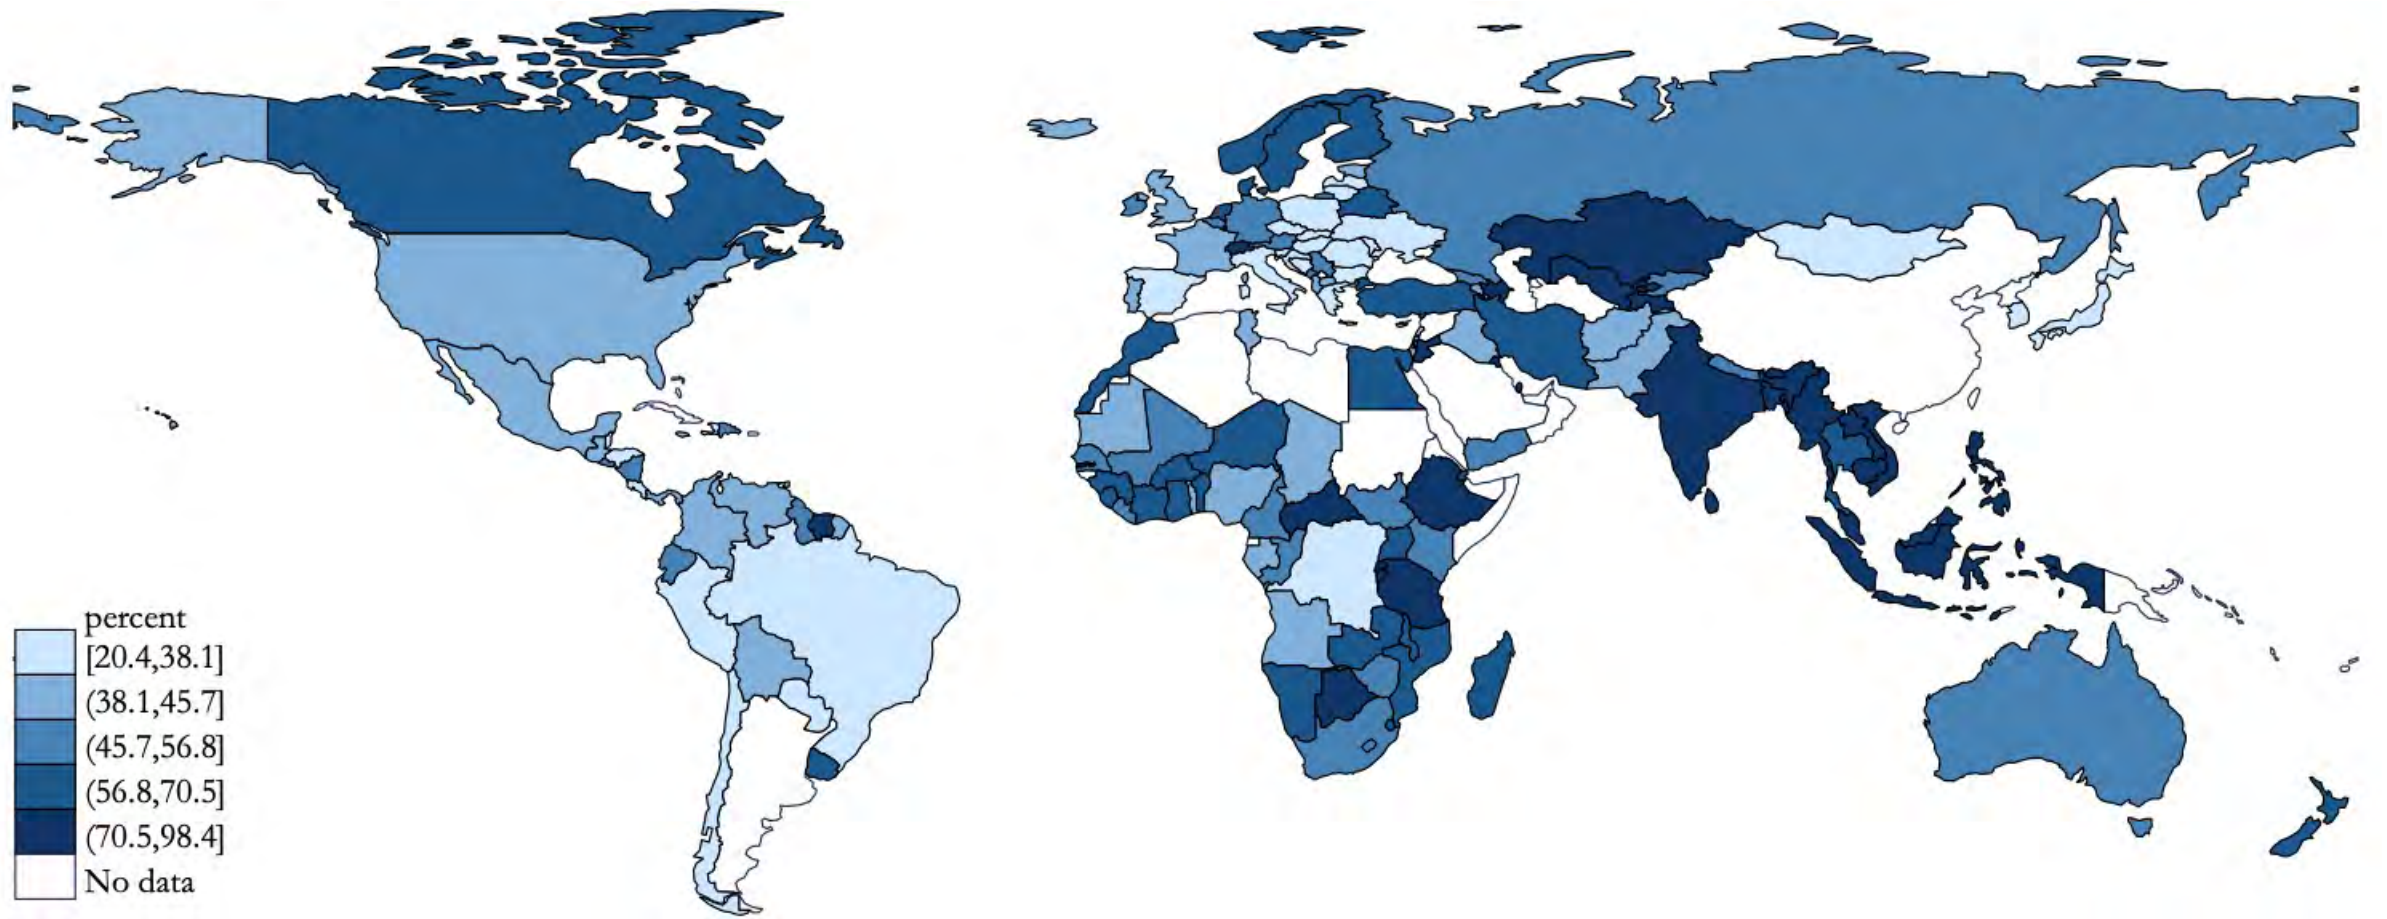 percent
[20.4,38.1]
(38.1,45.7]
(45.7,56.8]
(56.8,70.5]
(70.5,98.4]
No data